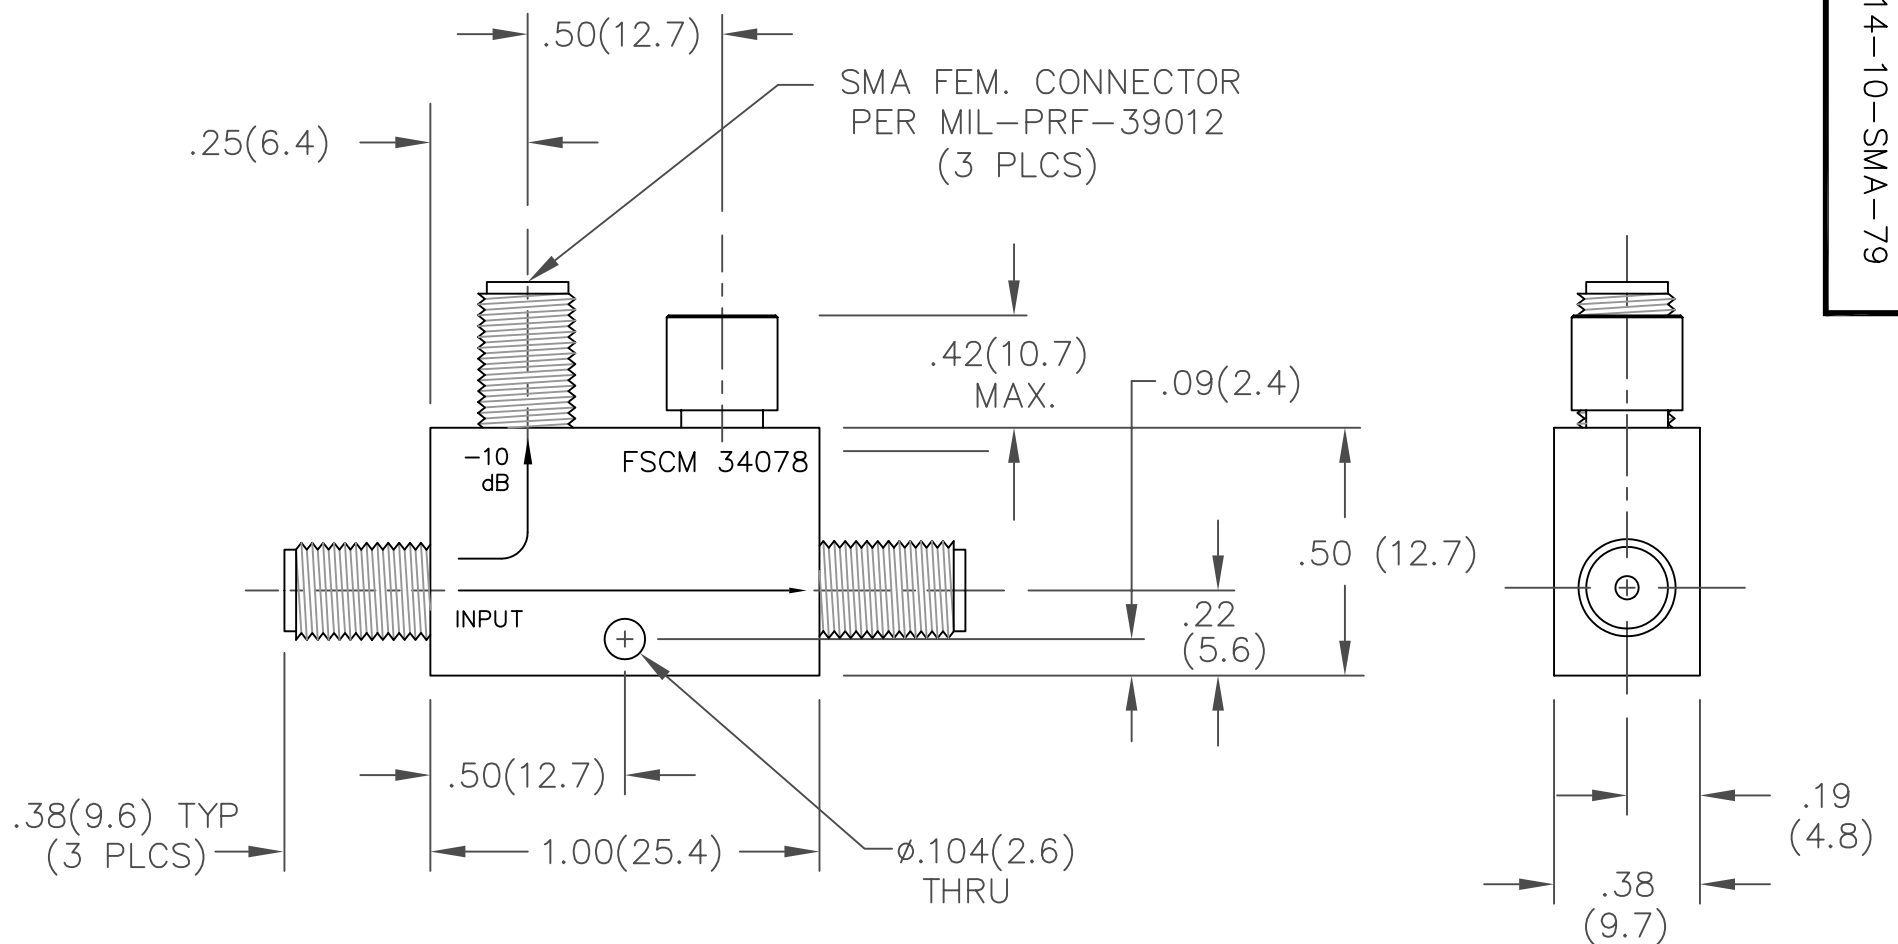 .50(12.7)
SMA FEM. CONNECTOR
PER MIL-PRF-39012
(3 PLCS)
.25(6.4)
14-10-SMA-79
.42(10.7)
MAX.
.09(2.4)
-10
dB
FSCM 34078
.50 (12.7)
INPUT
.22
(5.6)
.50(12.7)
.38(9.6) TYP
(3 PLCS)
1.00(25.4)
ø.104(2.6)
THRU
.19
(4.8)
.38
(9.7)